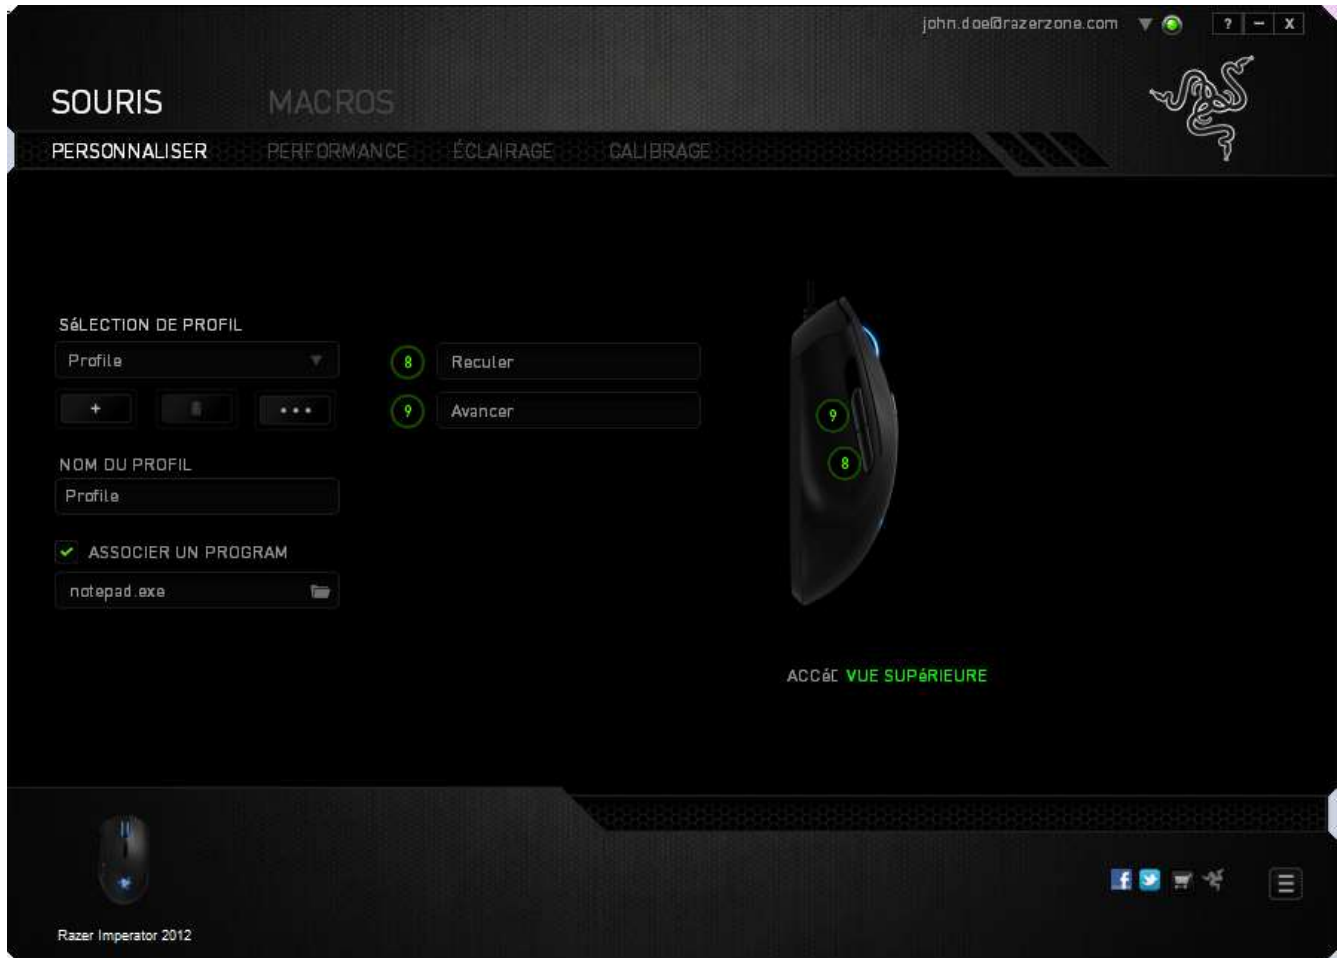 john.doe@razerzone.com
? – X
SOURIS MACROS
PERSONNALISER PERFORMANCE ÉCLAIRAGE CALIBRAGE
SéLECTION DE PROFIL
Profile
8 Reculer
+ •••
9 Avancer
9
8
NOM DU PROFIL
Profile
ASSOCIER UN PROGRAM
notepad.exe
ACCéD VUE SUPéRIEURE
Razer Imperator 2012